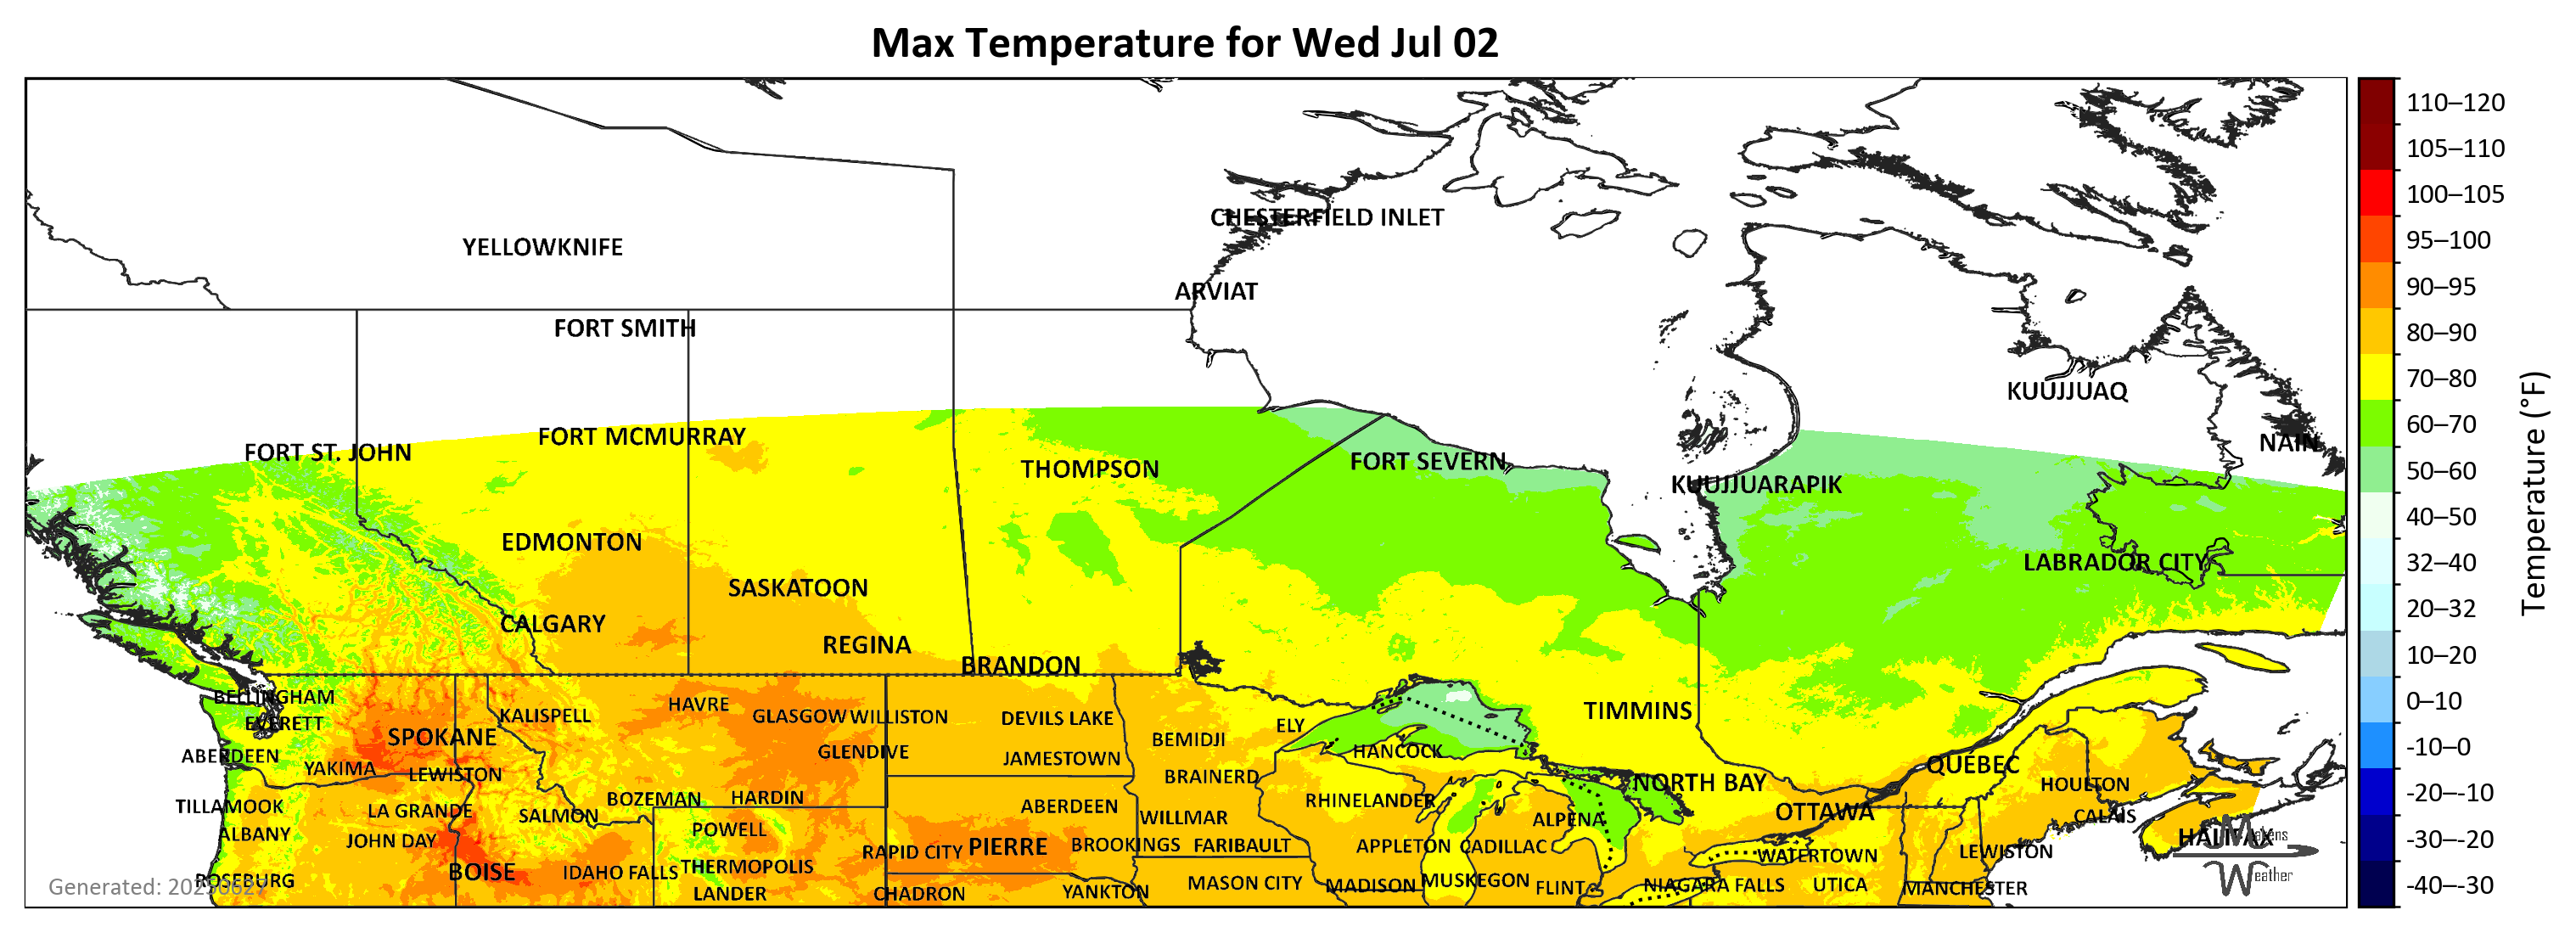 Max Temperature for Wed Jul 02
CHESTERFIELD INLET
YELLOWKNIFE
ARVIAT
FORT SMITH
KUUJJUAQ
FORT MCMURRAY
NAIN
FORT ST. JOHN
FORT SEVERN
THOMPSON
KUUJJUARAPIK
EDMONTON
LABRADOR CITY
SASKATOON
CALGARY
REGINA
BRANDON
BELLINGHAM
HAVRE
TIMMINS
KALISPELL
GLASGOW
WILLISTON
DEVILS LAKE
EVERETT
ELY
SPOKANE
BEMIDJI
HANCOCK
ABERDEEN
GLENDIVE
JAMESTOWN
QUÉBEC
YAKIMA
LEWISTON
BRAINERD
NORTH BAY
HOULTON
BOZEMAN
HARDIN
RHINELANDER
TILLAMOOK
LA GRANDE
SALMON
ABERDEEN
WILLMAR
ALPENA
OTTAWA
CALAIS
ALBANY
JOHN DAY
POWELL
HALIFAX
RAPID CITY
PIERRE
BROOKINGS
FARIBAULT
APPLETON
CADILLAC
WATERTOWN
LEWISTON
BOISE
IDAHO FALLS
THERMOPOLIS
ROSEBURG
LANDER
CHADRON
YANKTON
MASON CITY
MADISON
MUSKEGON
FLINT
NIAGARA FALLS
UTICA
MANCHESTER
Generated: 20250627
Makens
Weather
110–120
105–110
100–105
95–100
90–95
80–90
70–80
60–70
50–60
40–50
32–40
20–32
10–20
0–10
-10–0
-20–-10
-30–-20
-40–-30
Temperature (°F)